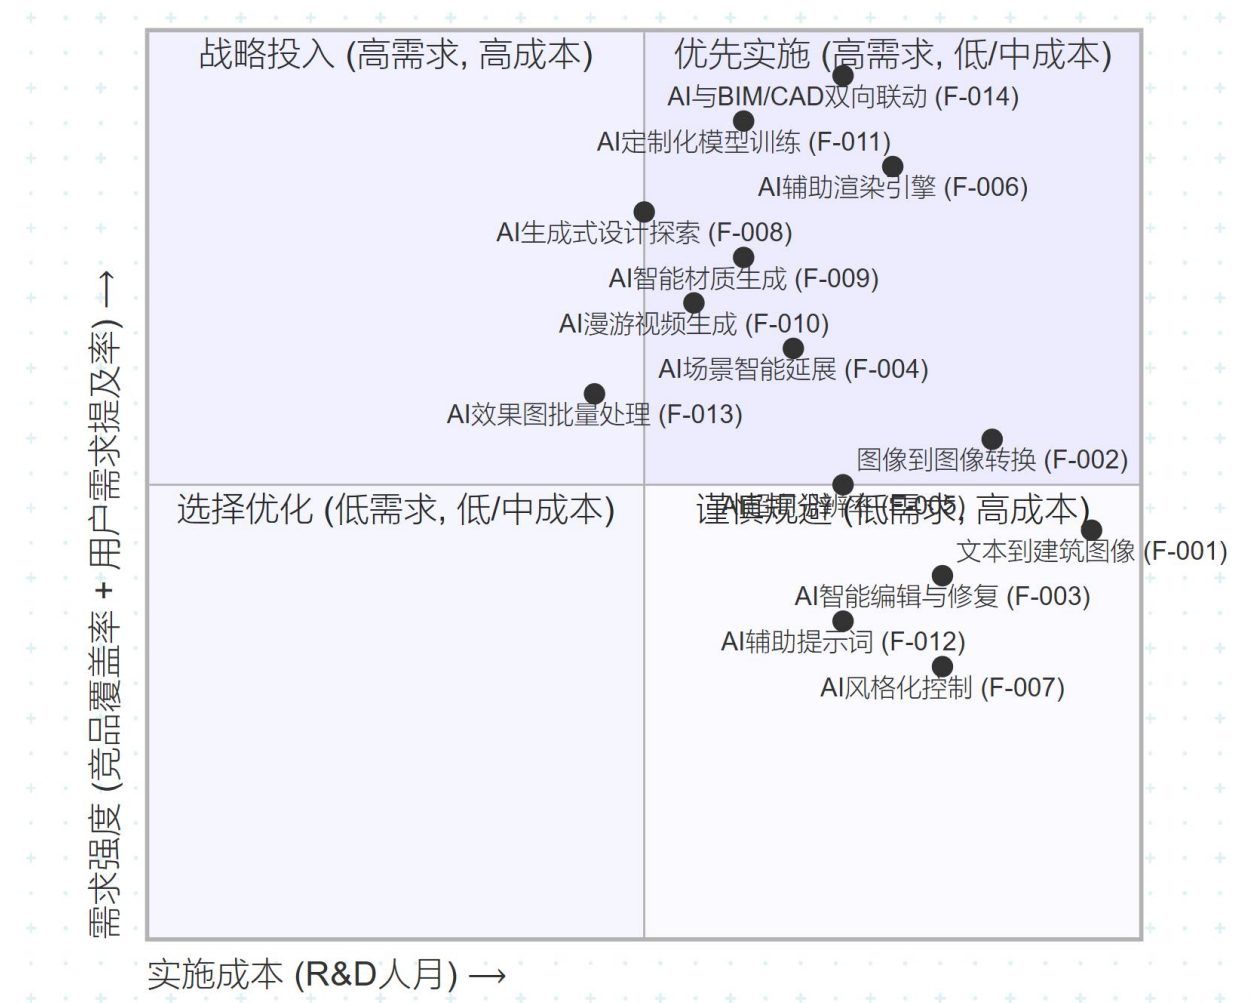 战略投入 (高需求, 高成本)
优先实施 (高需求, 低/中成本)
AI与BIM/CAD双向联动 (F-014)
AI定制化模型训练 (F-011)
AI辅助渲染引擎 (F-006)
AI生成式设计探索 (F-008)
AI智能材质生成 (F-009)
AI漫游视频生成 (F-010)
AI场景智能延展 (F-004)
AI效果图批量处理 (F-013)
图像到图像转换 (F-002)
选择优化 (低需求, 低/中成本)
谨慎规避 (低需求, 高成本)
(F-005)
文本到建筑图像 (F-001)
AI智能编辑与修复 (F-003)
AI辅助提示词 (F-012)
AI风格化控制 (F-007)
需求强度 (竞品覆盖率 + 用户需求提及率) →
实施成本 (R&D人月) →